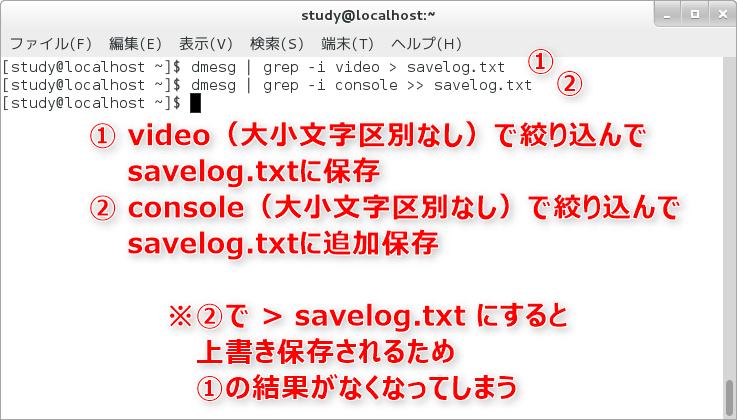 study@localhost:~
ファイル(F) 編集(E) 表示(V) 検索(S) 端末(T) ヘルプ(H)
[study@localhost ~]$ dmesg | grep -i video > savelog.txt ①
[study@localhost ~]$ dmesg | grep -i console >> savelog.txt ②
[study@localhost ~]$
① video（大小文字区別なし）で絞り込んで
savelog.txtに保存
② console（大小文字区別なし）で絞り込んで
savelog.txtに追加保存
※②で > savelog.txt にすると
上書き保存されるため
①の結果がなくなってしまう